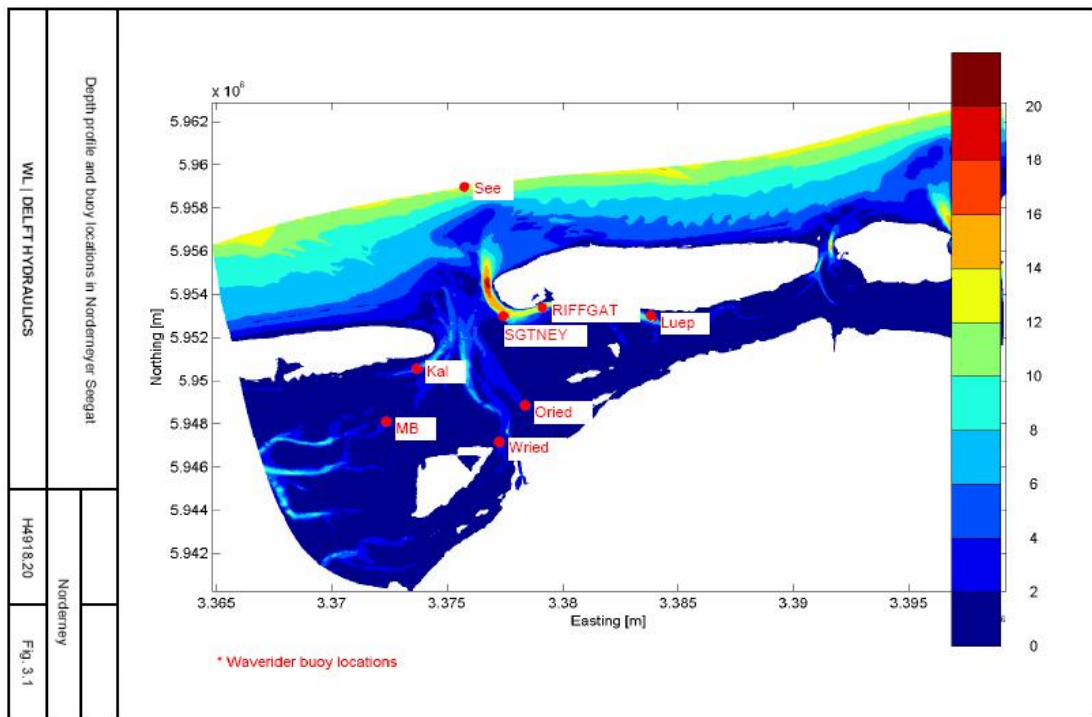 Depth profile and buoy locations in Norderneyer Seegat
WL | DELFT HYDRAULICS
Norderney
H4918.20
Fig. 3.1
x 10⁶
5.962
5.96
5.958
5.956
5.954
5.952
5.95
5.948
5.946
5.944
5.942
Northing [m]
See
RIFFGAT
SGTNEY
Luep
Kal
Oried
MB
Wried
3.365
3.37
3.375
3.38
3.385
3.39
3.395
6
Easting [m]
20
18
16
14
12
10
8
6
4
2
0
* Waverider buoy locations